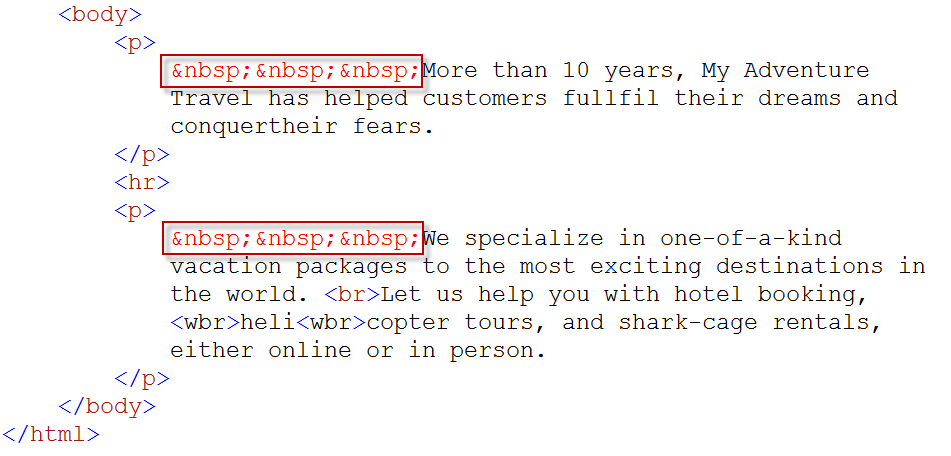 <body>
<p>
&nbsp;&nbsp;&nbsp;More than 10 years, My Adventure
Travel has helped customers fullfil their dreams and
conquertheir fears.
</p>
<hr>
<p>
&nbsp;&nbsp;&nbsp;We specialize in one-of-a-kind
vacation packages to the most exciting destinations in
the world. <br>Let us help you with hotel booking,
<wbr>heli<wbr>copter tours, and shark-cage rentals,
either online or in person.
</p>
</body>
</html>